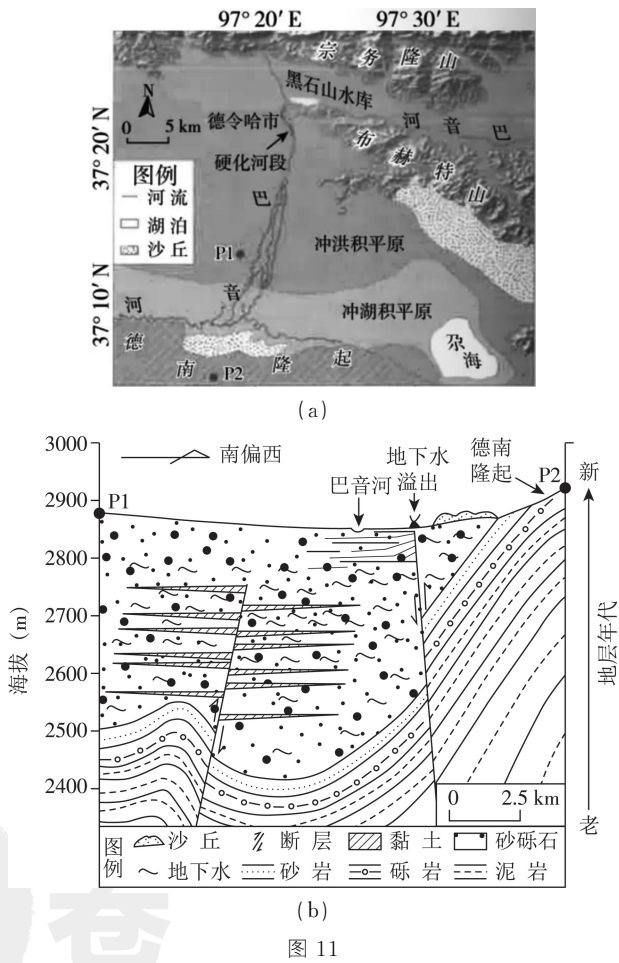 97° 20′ E 97° 30′ E
宗务隆山
黑石山水库
N
0 5 km
德令哈市
河音巴
布赫特山
硬化河段
37° 20′ N
图例
河流
湖泊
沙丘
巴
P1
冲洪积平原
音
37° 10′ N
冲湖积平原
河
尕海
德南隆起
P2
(a)
3000
南偏西
地下水
溢出
德南
隆起
P2
新
巴音河
2900
P1
2800
2700
海拔(m)
地层年代
2600
2500
2400
0 2.5 km
老
图例
沙丘 断层 黏土 砂砾石
地下水 砂岩 砾岩 泥岩
(b)
图 11
卷